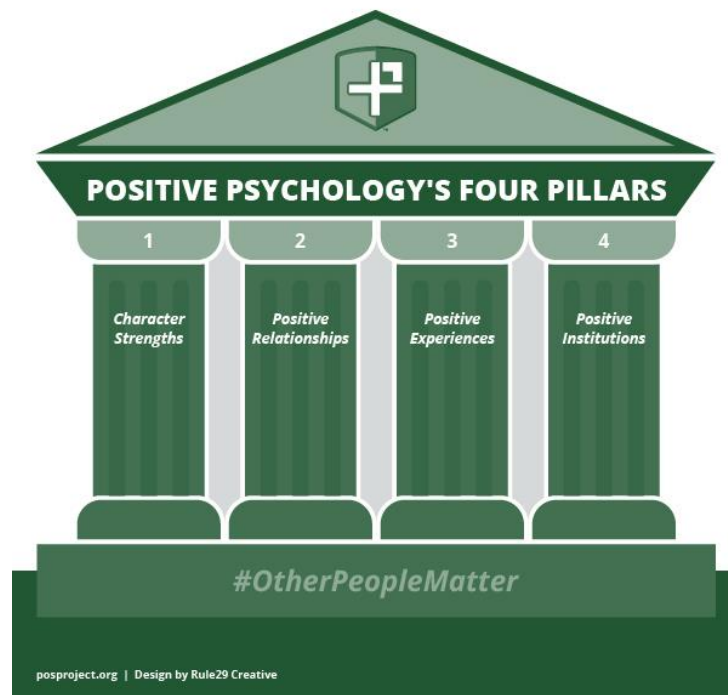 POSITIVE PSYCHOLOGY'S FOUR PILLARS
1
2
3
4
Character
Strengths
Positive
Relationships
Positive
Experiences
Positive
Institutions
#OtherPeopleMatter
posproject.org | Design by Rule29 Creative